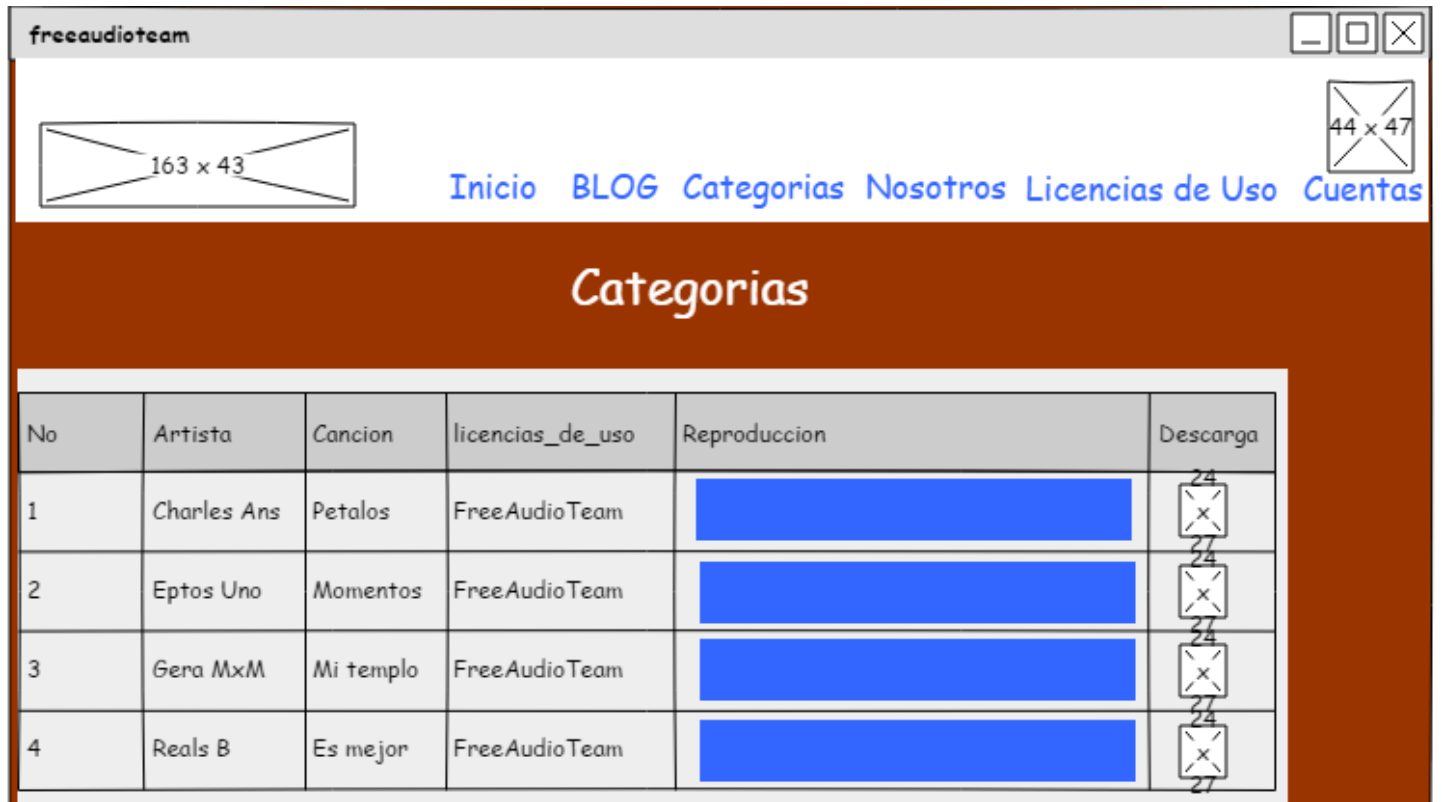 freeaudioteam
44 x 47
163 x 43
Inicio BLOG Categorias Nosotros Licencias de Uso Cuentas
Categorias
No Artista Cancion licencias_de_uso Reproduccion Descarga
1 Charles Ans Petalos FreeAudioTeam 24 x 27
2 Eptos Uno Momentos FreeAudioTeam 24 x 27
3 Gera MxM Mi templo FreeAudioTeam 24 x 27
4 Reals B Es mejor FreeAudioTeam 24 x 27